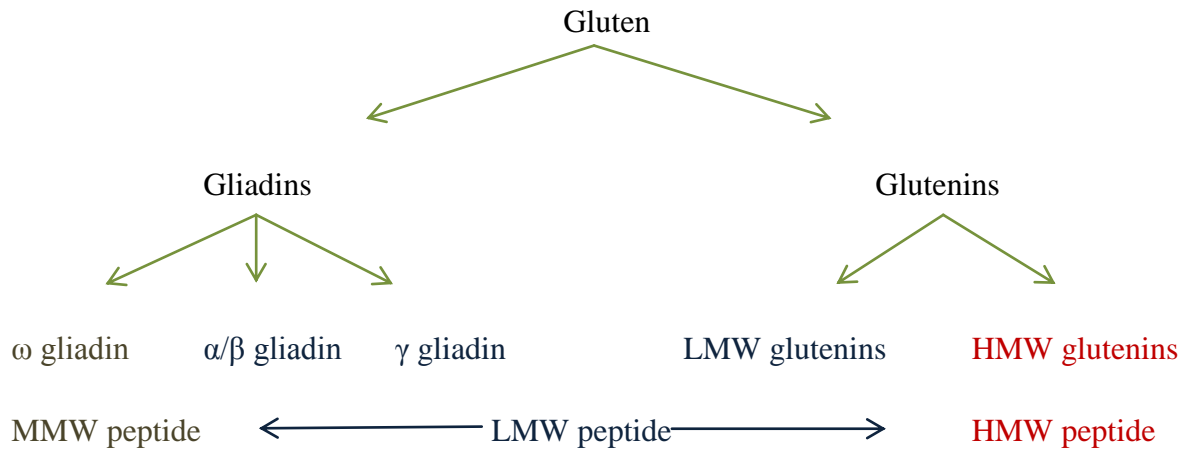 Gluten
Gliadins Glutenins
ω gliadin α/β gliadin γ gliadin LMW glutenins HMW glutenins
MMW peptide LMW peptide HMW peptide